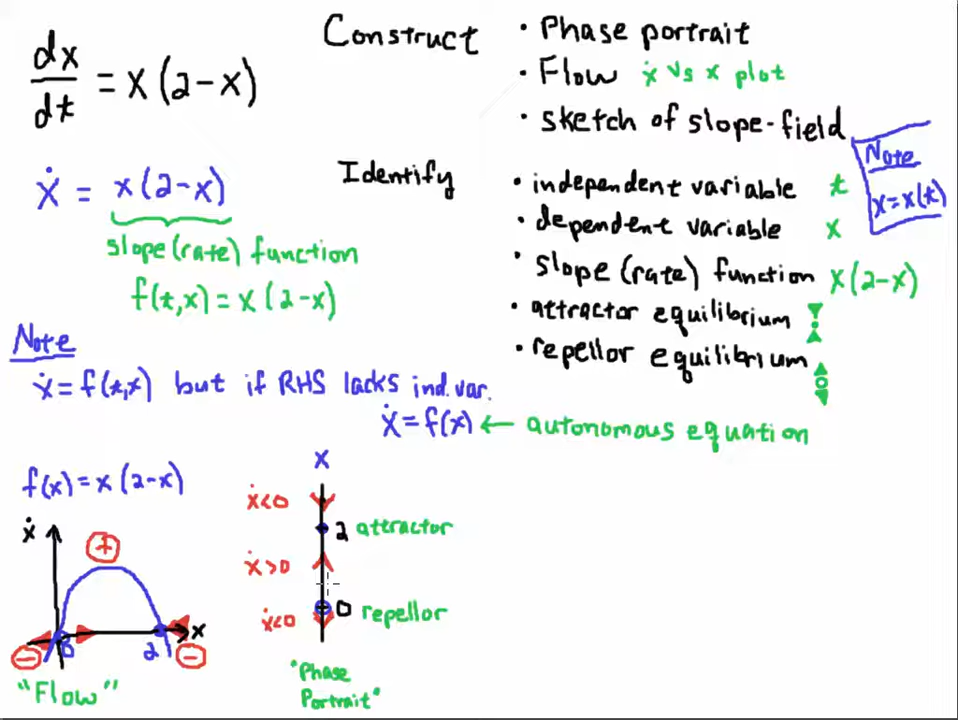 dx/dt = x(2-x)
Construct
• Phase portrait
• Flow ẋ vs x plot
• sketch of slope-field
ẋ = x(2-x)
slope(rate) function
f(t,x) = x(2-x)
Identify
• independent variable t
• dependent variable x
• slope (rate) function x(2-x)
• attractor equilibrium
• repellor equilibrium
Note
x=x(t)
Note
ẋ = f(t,x) but if RHS lacks ind.var.
ẋ = f(x) ← autonomous equation
f(x) = x(2-x)
ẋ
+
x
0
2
−
−
"Flow"
x
ẋ<0
2 attractor
ẋ>0
0 repellor
ẋ<0
"Phase
Portrait"